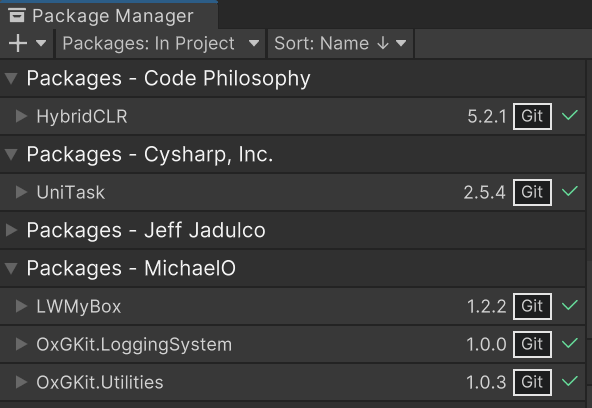 Package Manager
Packages: In Project Sort: Name ↓
Packages - Code Philosophy
HybridCLR 5.2.1 Git
Packages - Cysharp, Inc.
UniTask 2.5.4 Git
Packages - Jeff Jadulco
Packages - MichaelO
LWMyBox 1.2.2 Git
OxGKit.LoggingSystem 1.0.0 Git
OxGKit.Utilities 1.0.3 Git